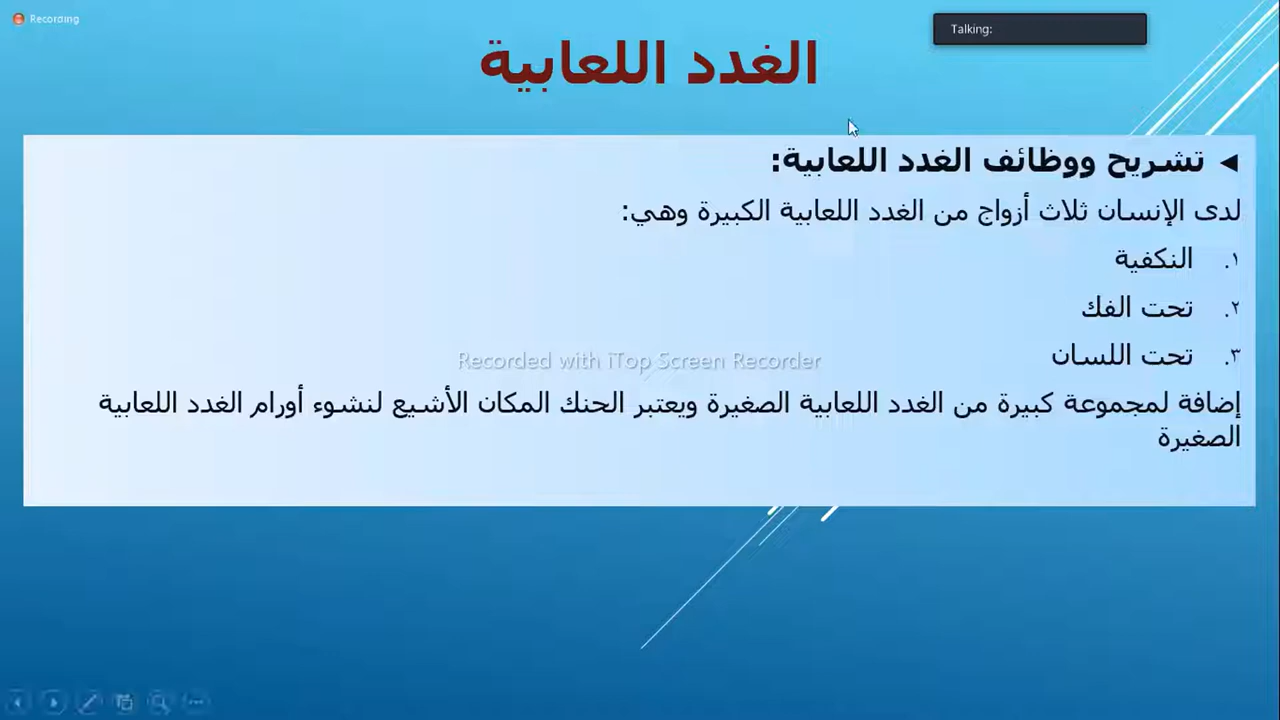 Recording
Talking:
الغدد اللعابية
◄ تشريح ووظائف الغدد اللعابية:
لدى الإنسان ثلاث أزواج من الغدد اللعابية الكبيرة وهي:
١. النكفية
٢. تحت الفك
٣. تحت اللسان
Recorded with iTop Screen Recorder
إضافة لمجموعة كبيرة من الغدد اللعابية الصغيرة ويعتبر الحنك المكان الأشيع لنشوء أورام الغدد اللعابية
الصغيرة